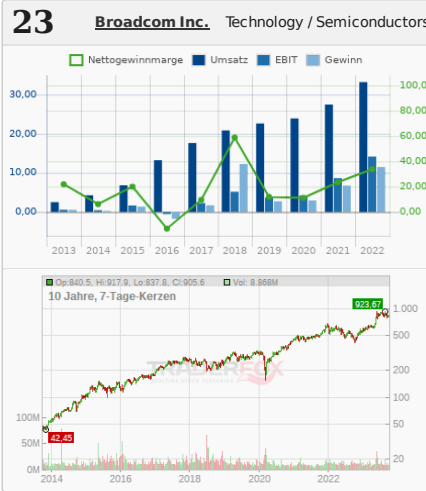 23 Broadcom Inc. Technology / Semiconductors
Nettogewinnmarge Umsatz EBIT Gewinn
30,00 100,0
80,00
20,00 60,00
10,00 40,00
20,00
0,00 0,00
2013 2014 2015 2016 2017 2018 2019 2020 2021 2022
Op:840.5, Hi:917.9, Lo:837.8, Cl:905.6 Vol: 8.868M
10 Jahre, 7-Tage-Kerzen
923,67
1.000
500
TRADERFOX
200
100
100M
50
42,45
50M
20
0M
2014 2016 2018 2020 2022